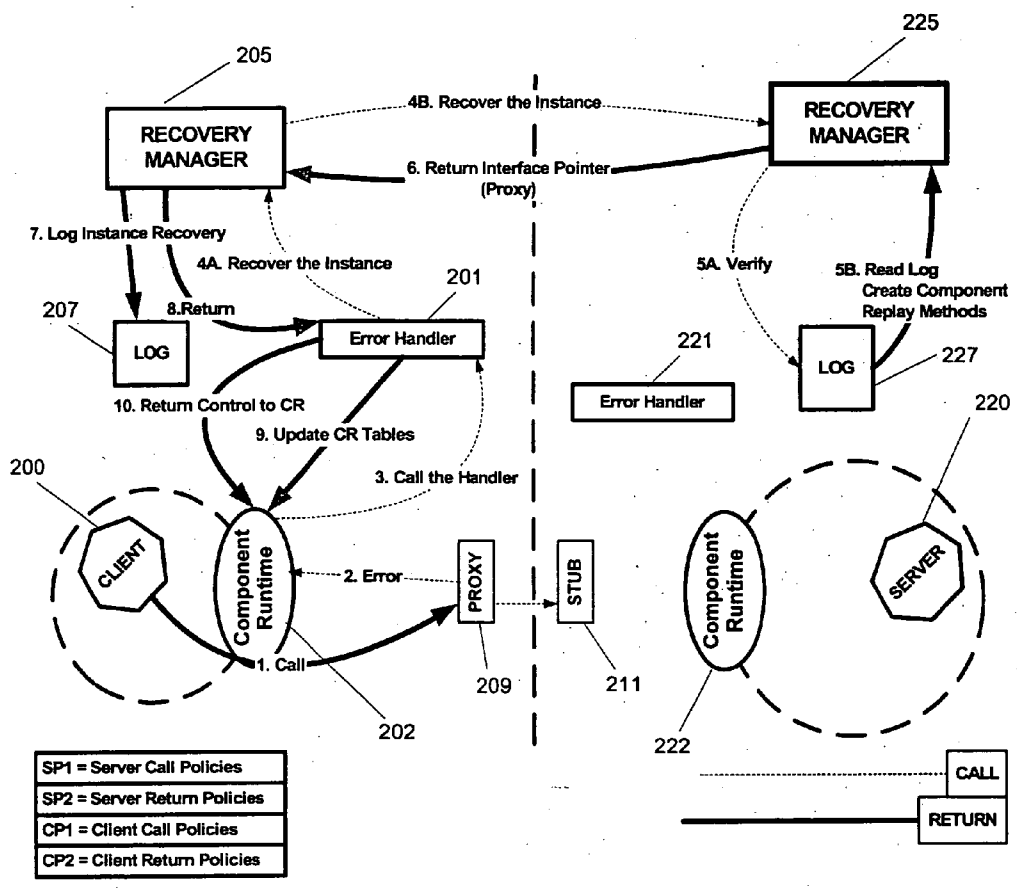 225
205
4B. Recover the Instance
RECOVERY
MANAGER
RECOVERY
MANAGER
6. Return Interface Pointer
(Proxy)
7. Log Instance Recovery
4A. Recover the Instance
5A. Verify
5B. Read Log
Create Component
Replay Methods
201
207
8.Return
LOG
Error Handler
221
LOG
227
Error Handler
10. Return Control to CR
9. Update CR Tables
220
3. Call the Handler
200
CLIENT
Component
Runtime
2. Error
PROXY
STUB
Component
Runtime
SERVER
1. Call
209
211
202
222
SP1 = Server Call Policies
SP2 = Server Return Policies
CP1 = Client Call Policies
CP2 = Client Return Policies
CALL
RETURN